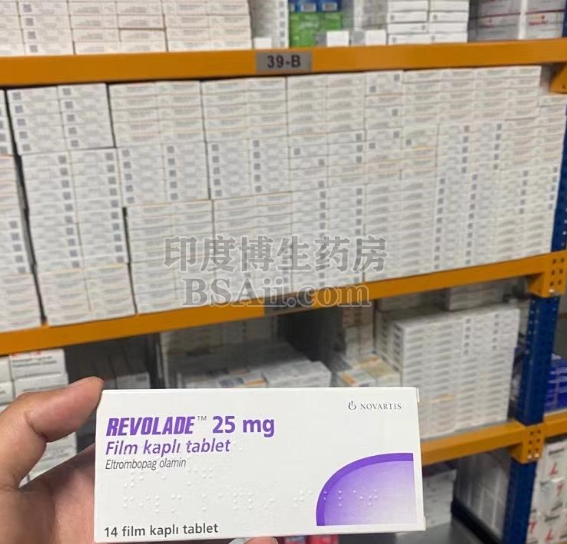 39-B
印度博生药房
BSAii.com
REVOLADE™ 25 mg
NOVARTIS
Film kaplı tablet
Eltrombopag olamin
14 film kaplı tablet